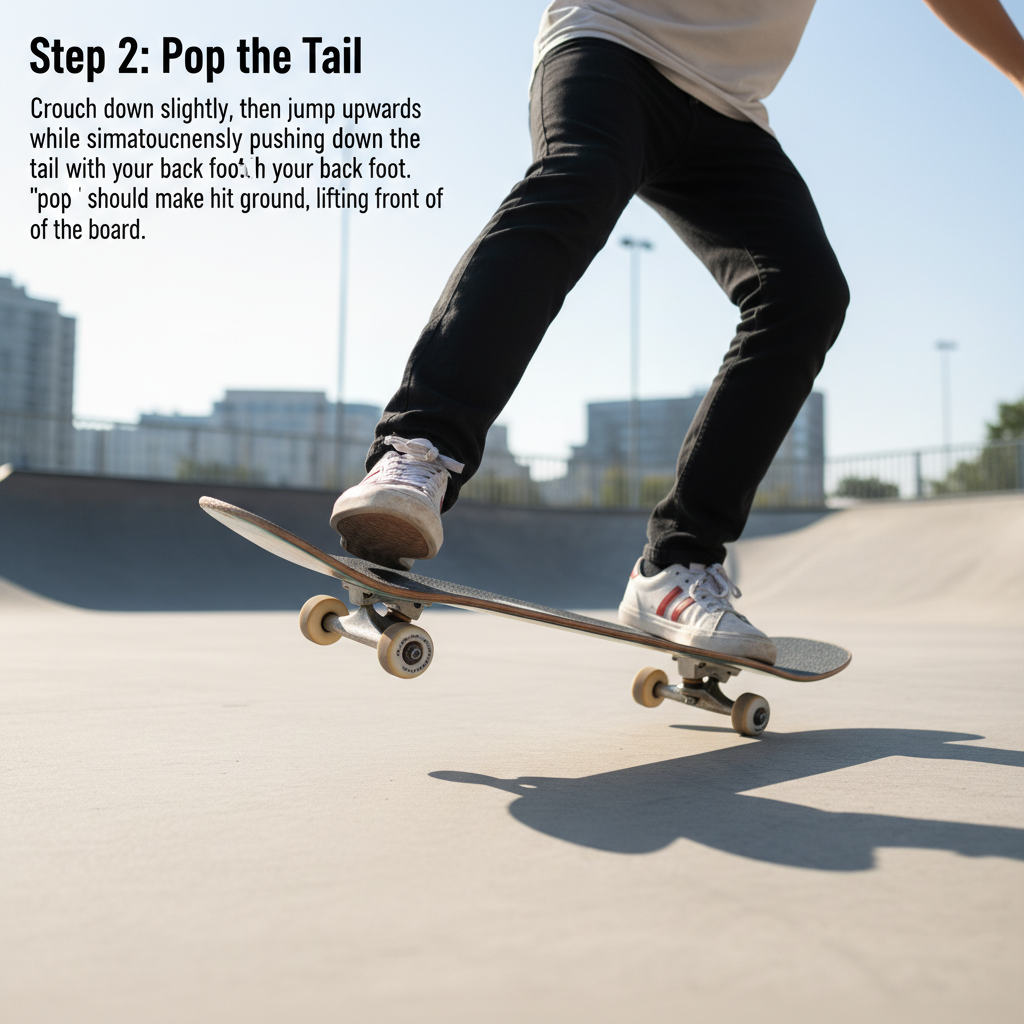 Step 2: Pop the Tail
Crouch down slightly, then jump upwards
while simmatoucnensly pushing down the
tail with your back foot h your back foot.
"pop ' should make hit ground, lifting front of
of the board.